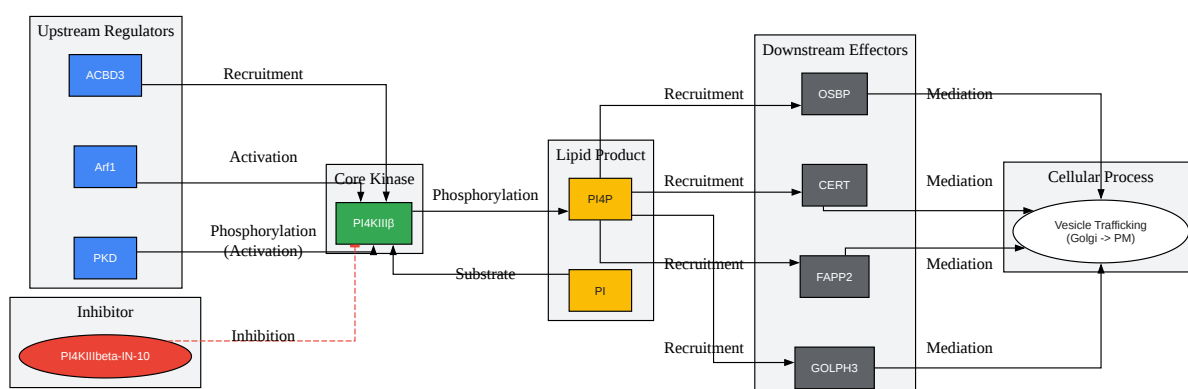 Upstream Regulators
ACBD3
Recruitment
Arf1
Activation
PKD
Phosphorylation
(Activation)
Inhibitor
PI4KIIIbeta-IN-10
Inhibition
Core Kinase
PI4KIIIβ
Phosphorylation
Substrate
Lipid Product
PI4P
PI
Recruitment
Recruitment
Recruitment
Recruitment
Downstream Effectors
OSBP
CERT
FAPP2
GOLPH3
Mediation
Mediation
Mediation
Mediation
Cellular Process
Vesicle Trafficking
(Golgi -> PM)